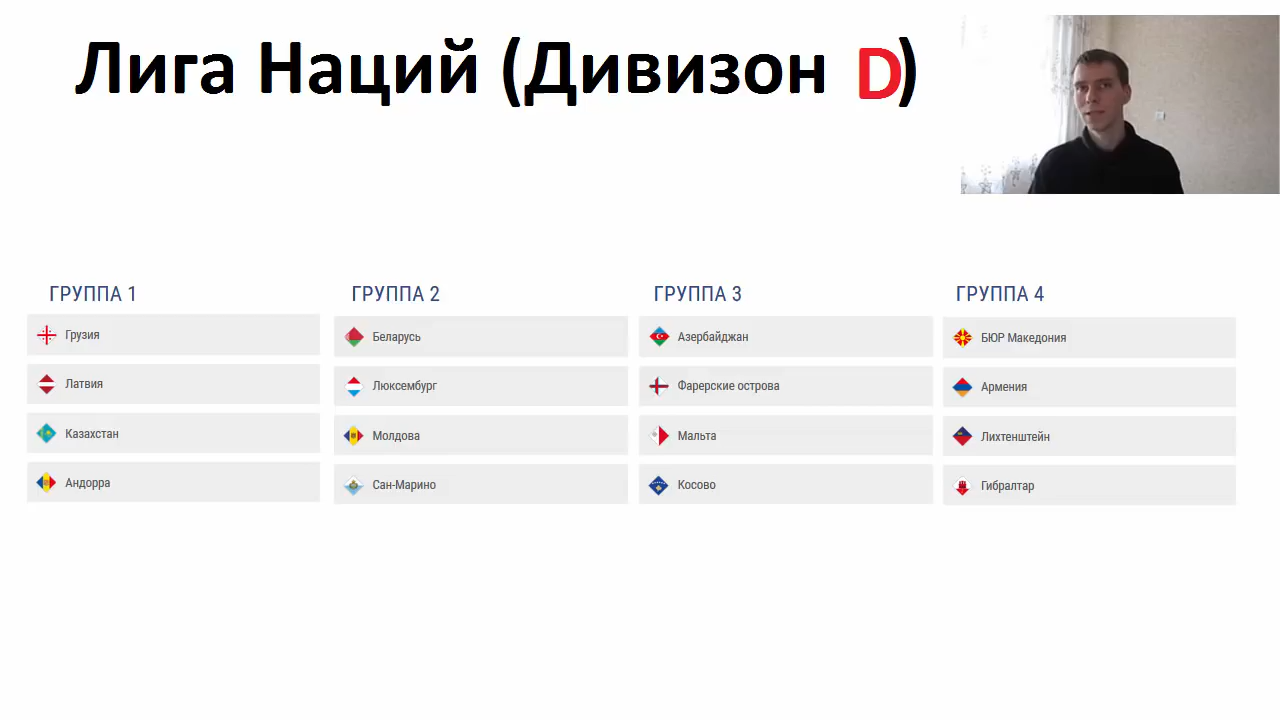 Лига Наций (Дивизон D)
ГРУППА 1
Грузия
Латвия
Казахстан
Андорра
ГРУППА 2
Беларусь
Люксембург
Молдова
Сан-Марино
ГРУППА 3
Азербайджан
Фарерские острова
Мальта
Косово
ГРУППА 4
БЮР Македония
Армения
Лихтенштейн
Гибралтар